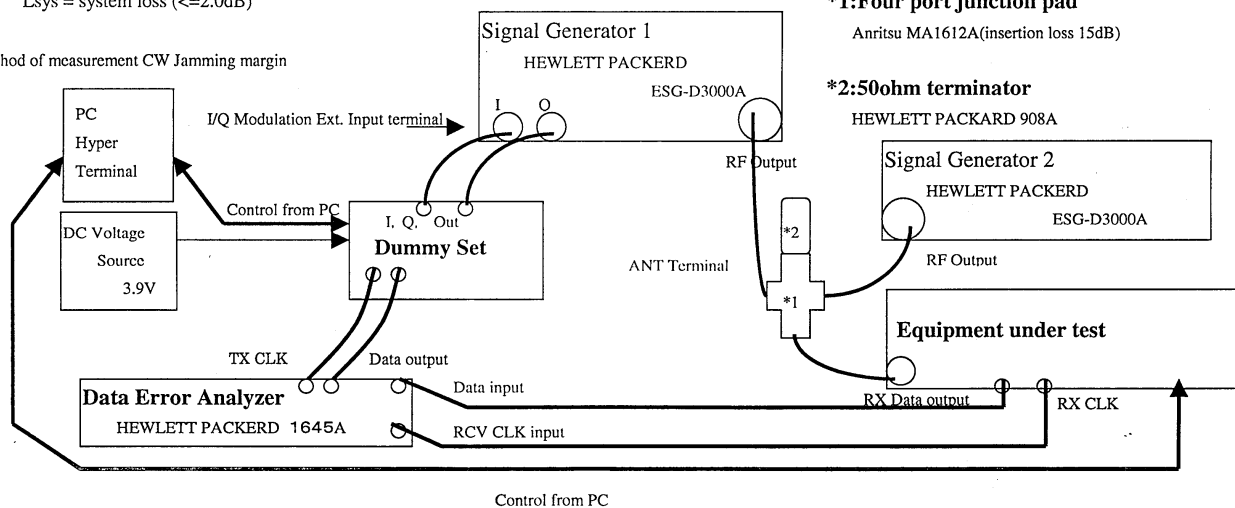 Lsys = system loss (<=2.0dB)
*1:Four port junction pad
Anritsu MA1612A(insertion loss 15dB)
hod of measurement CW Jamming margin
*2:50ohm terminator
HEWLETT PACKARD 908A
Signal Generator 1
HEWLETT PACKERD
ESG-D3000A
I O
I/Q Modulation Ext. Input terminal
RF Output
PC
Hyper
Terminal
Signal Generator 2
HEWLETT PACKERD
ESG-D3000A
RF Output
Control from PC
DC Voltage
Source
3.9V
I, Q, Out
Dummy Set
*2
ANT Terminal
*1
Equipment under test
TX CLK
Data output
Data Error Analyzer
HEWLETT PACKERD 1645A
Data input
RCV CLK input
RX Data output
RX CLK
Control from PC